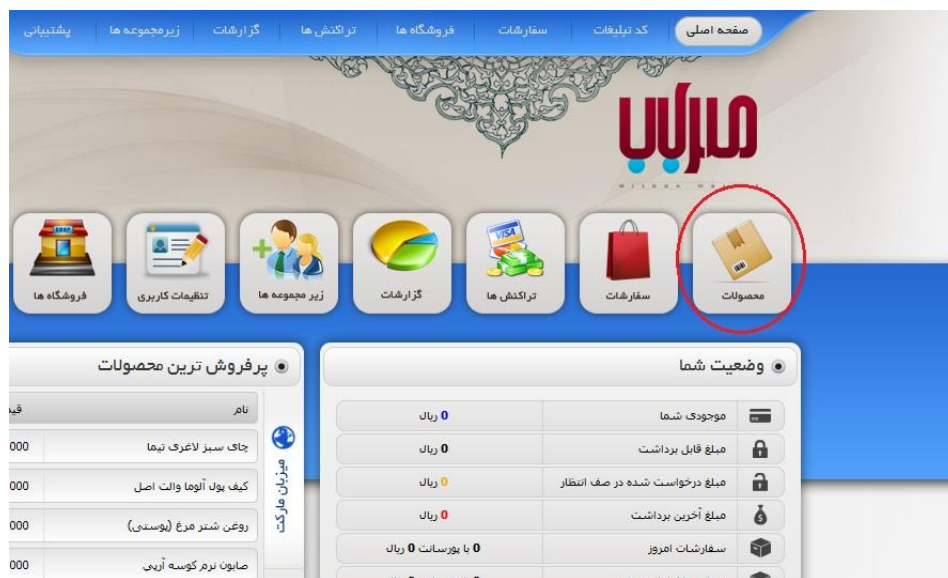 صفحه اصلی کد تبلیغات سفارشات فروشگاه ها تراکنش ها گزارشات زیرمجموعه ها پشتیبانی
محصولات سفارشات تراکنش ها گزارشات زیر مجموعه ها تنظیمات کاربری فروشگاه ها
وضعیت شما
موجودی شما 0 ریال
مبلغ قابل برداشت 0 ریال
مبلغ درخواست شده در صف انتظار 0 ریال
مبلغ آخرین برداشت 0 ریال
سفارشات امروز 0 با پورسانت 0 ریال
پرفروش ترین محصولات
میزبان مارکت
نام
چای سبز لاغری تیما 000
کیف پول آلوما والت اصل 000
روغن شتر مرغ (پوستی) 000
صابون نرم کوسه آرپی 000